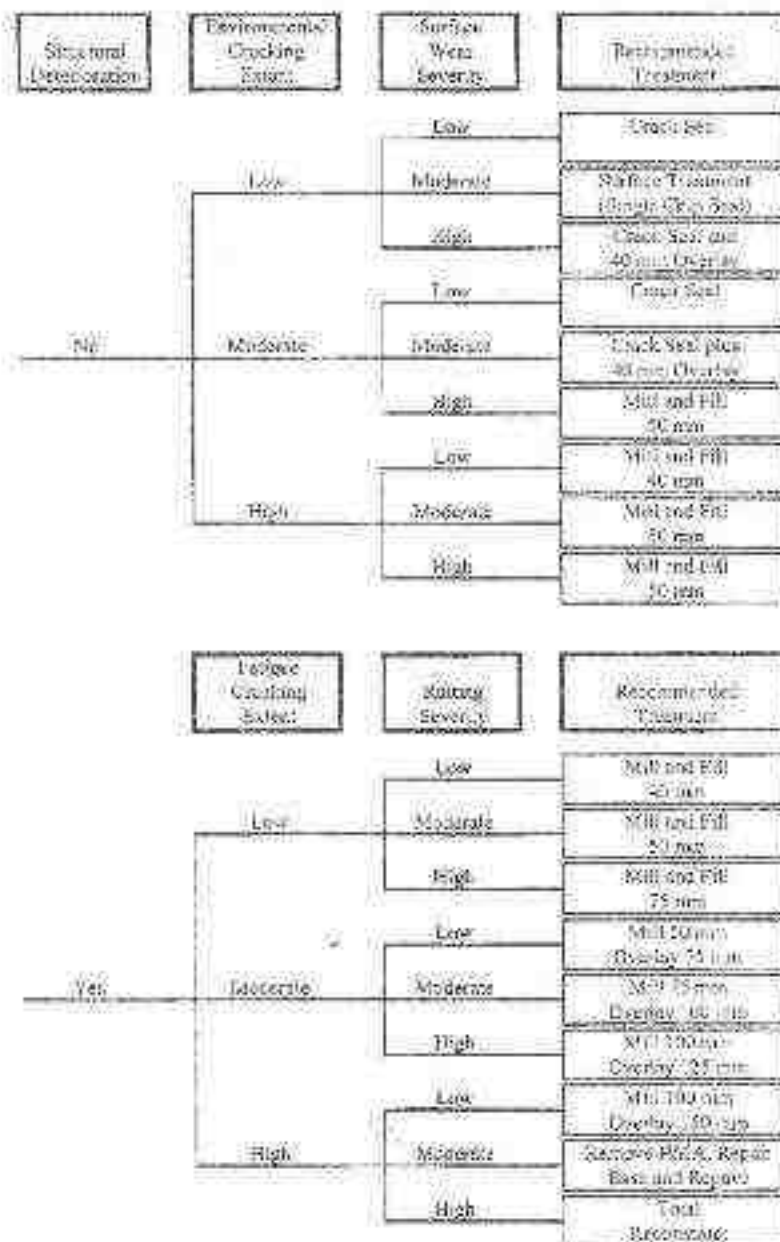 Structural
Deterioration
Environmental
Cracking
Extent
Surface
Wear
Severity
Recommended
Treatment
Low
Crack Seal
Low
Moderate
Surface Treatment
(Single Chip Seal)
High
Crack Seal and
40 mm Overlay
Low
Crack Seal
No
Moderate
Moderate
Crack Seal plus
40 mm Overlay
High
Mill and Fill
50 mm
Low
Mill and Fill
40 mm
High
Moderate
Mill and Fill
50 mm
High
Mill and Fill
50 mm
Fatigue
Cracking
Extent
Rutting
Severity
Recommended
Treatment
Low
Mill and Fill
mm
Low
Moderate
Mill and Fill
50 mm
High
Mill and Fill
75 mm
Low
Mill 50 mm
Overlay 75 mm
Yes
Moderate
Moderate
Mill 75 mm
Overlay 100 mm
High
Mill 100 mm
Overlay 125 mm
Low
Mill 100 mm
Overlay 150 mm
High
Moderate
Remove HMA, Repair
Base and Repave
High
Total
Reconstruct